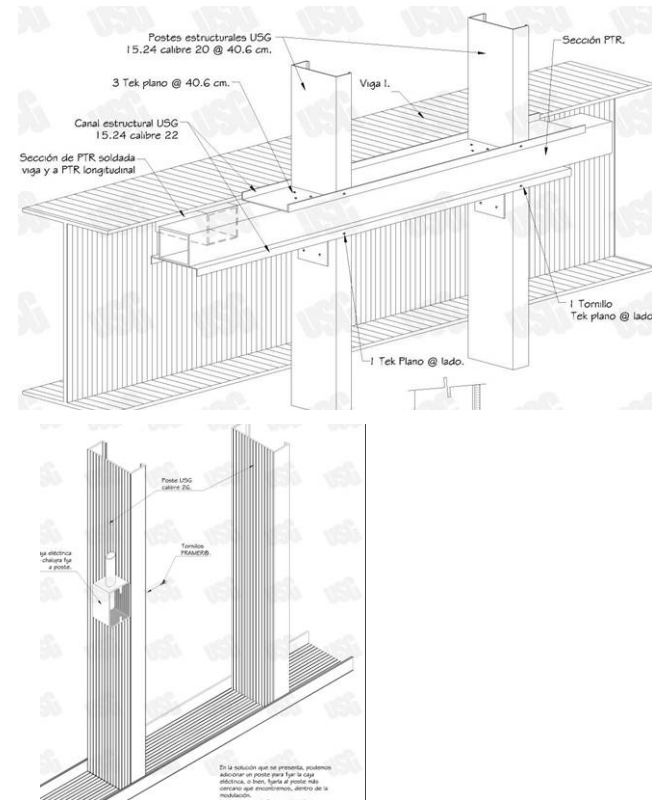 Postes estructurales USG
15.24 calibre 20 @ 40.6 cm.
Sección PTR.
3 Tek plano @ 40.6 cm.
Viga I.
Canal estructural USG
15.24 calibre 22
Sección de PTR soldada
viga y a PTR longitudinal
1 Tornillo
Tek plano @ lado
1 Tek Plano @ lado.
Poste USG
calibre 26.
Tornillos
FRAMER®.
eléctrica
chalupa fija
a poste.
En la solución que se presenta, podemos
adicionar un poste para fijar la caja
eléctrica, o bien, fijarla al poste más
cercano que encontremos, dentro de la
modulación.